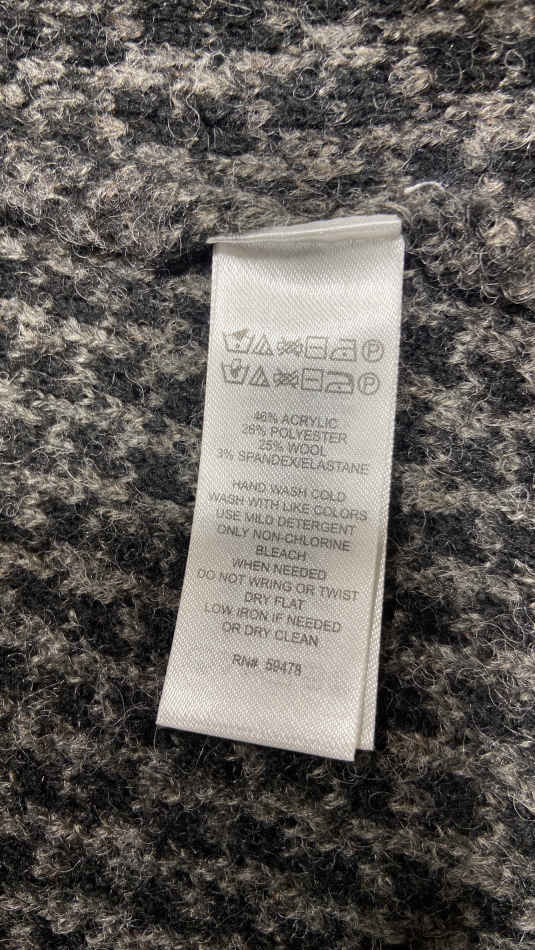 46% ACRYLIC
26% POLYESTER
25% WOOL
3% SPANDEX/ELASTANE
HAND WASH COLD
WASH WITH LIKE COLORS
USE MILD DETERGENT
ONLY NON-CHLORINE
BLEACH
WHEN NEEDED
DO NOT WRING OR TWIST
DRY FLAT
LOW IRON IF NEEDED
OR DRY CLEAN
RN# 59478